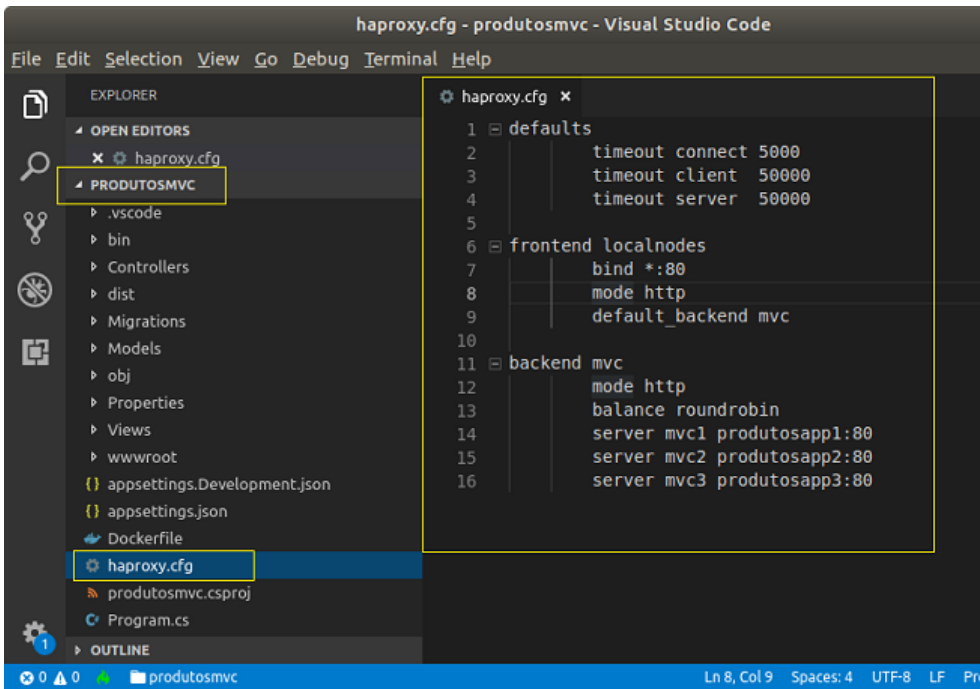 haproxy.cfg - produtosmvc - Visual Studio Code
File Edit Selection View Go Debug Terminal Help
EXPLORER
OPEN EDITORS
haproxy.cfg
PRODUTOSMVC
.vscode
bin
Controllers
dist
Migrations
Models
obj
Properties
Views
wwwroot
{} appsettings.Development.json
{} appsettings.json
Dockerfile
haproxy.cfg
produtosmvc.csproj
Program.cs
OUTLINE
haproxy.cfg
1 defaults
2 timeout connect 5000
3 timeout client 50000
4 timeout server 50000
5
6 frontend localnodes
7 bind *:80
8 mode http
9 default_backend mvc
10
11 backend mvc
12 mode http
13 balance roundrobin
14 server mvc1 produtosapp1:80
15 server mvc2 produtosapp2:80
16 server mvc3 produtosapp3:80
1
0 0 produtosmvc Ln 8, Col 9 Spaces: 4 UTF-8 LF